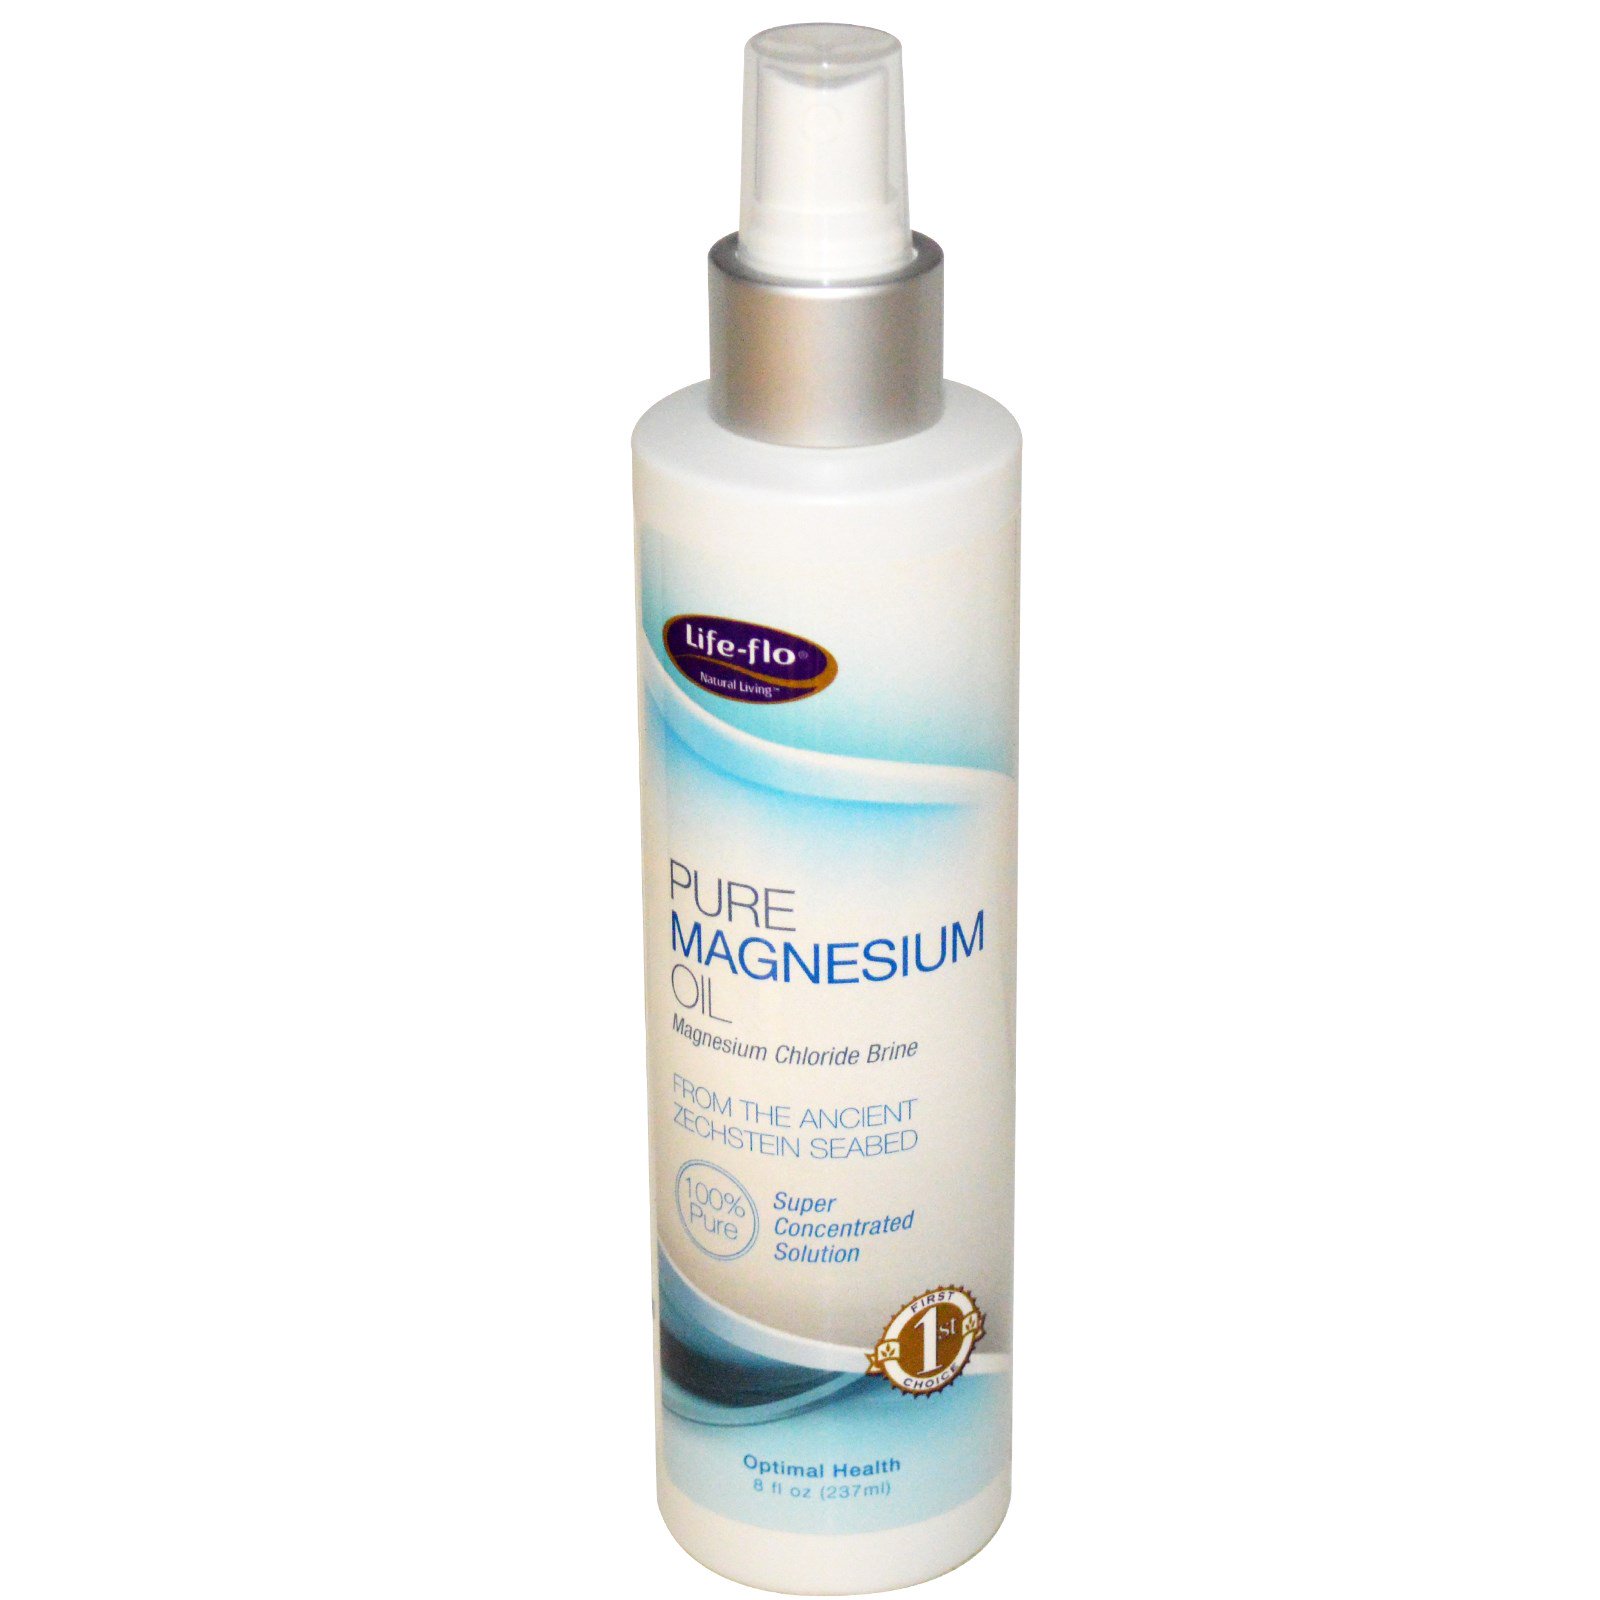 Life-flo®
Natural Living™
PURE
MAGNESIUM
OIL
Magnesium Chloride Brine
FROM THE ANCIENT
ZECHSTEIN SEABED
100%
Pure
Super
Concentrated
Solution
FIRST
1st
CHOICE
Optimal Health
8 fl oz (237ml)